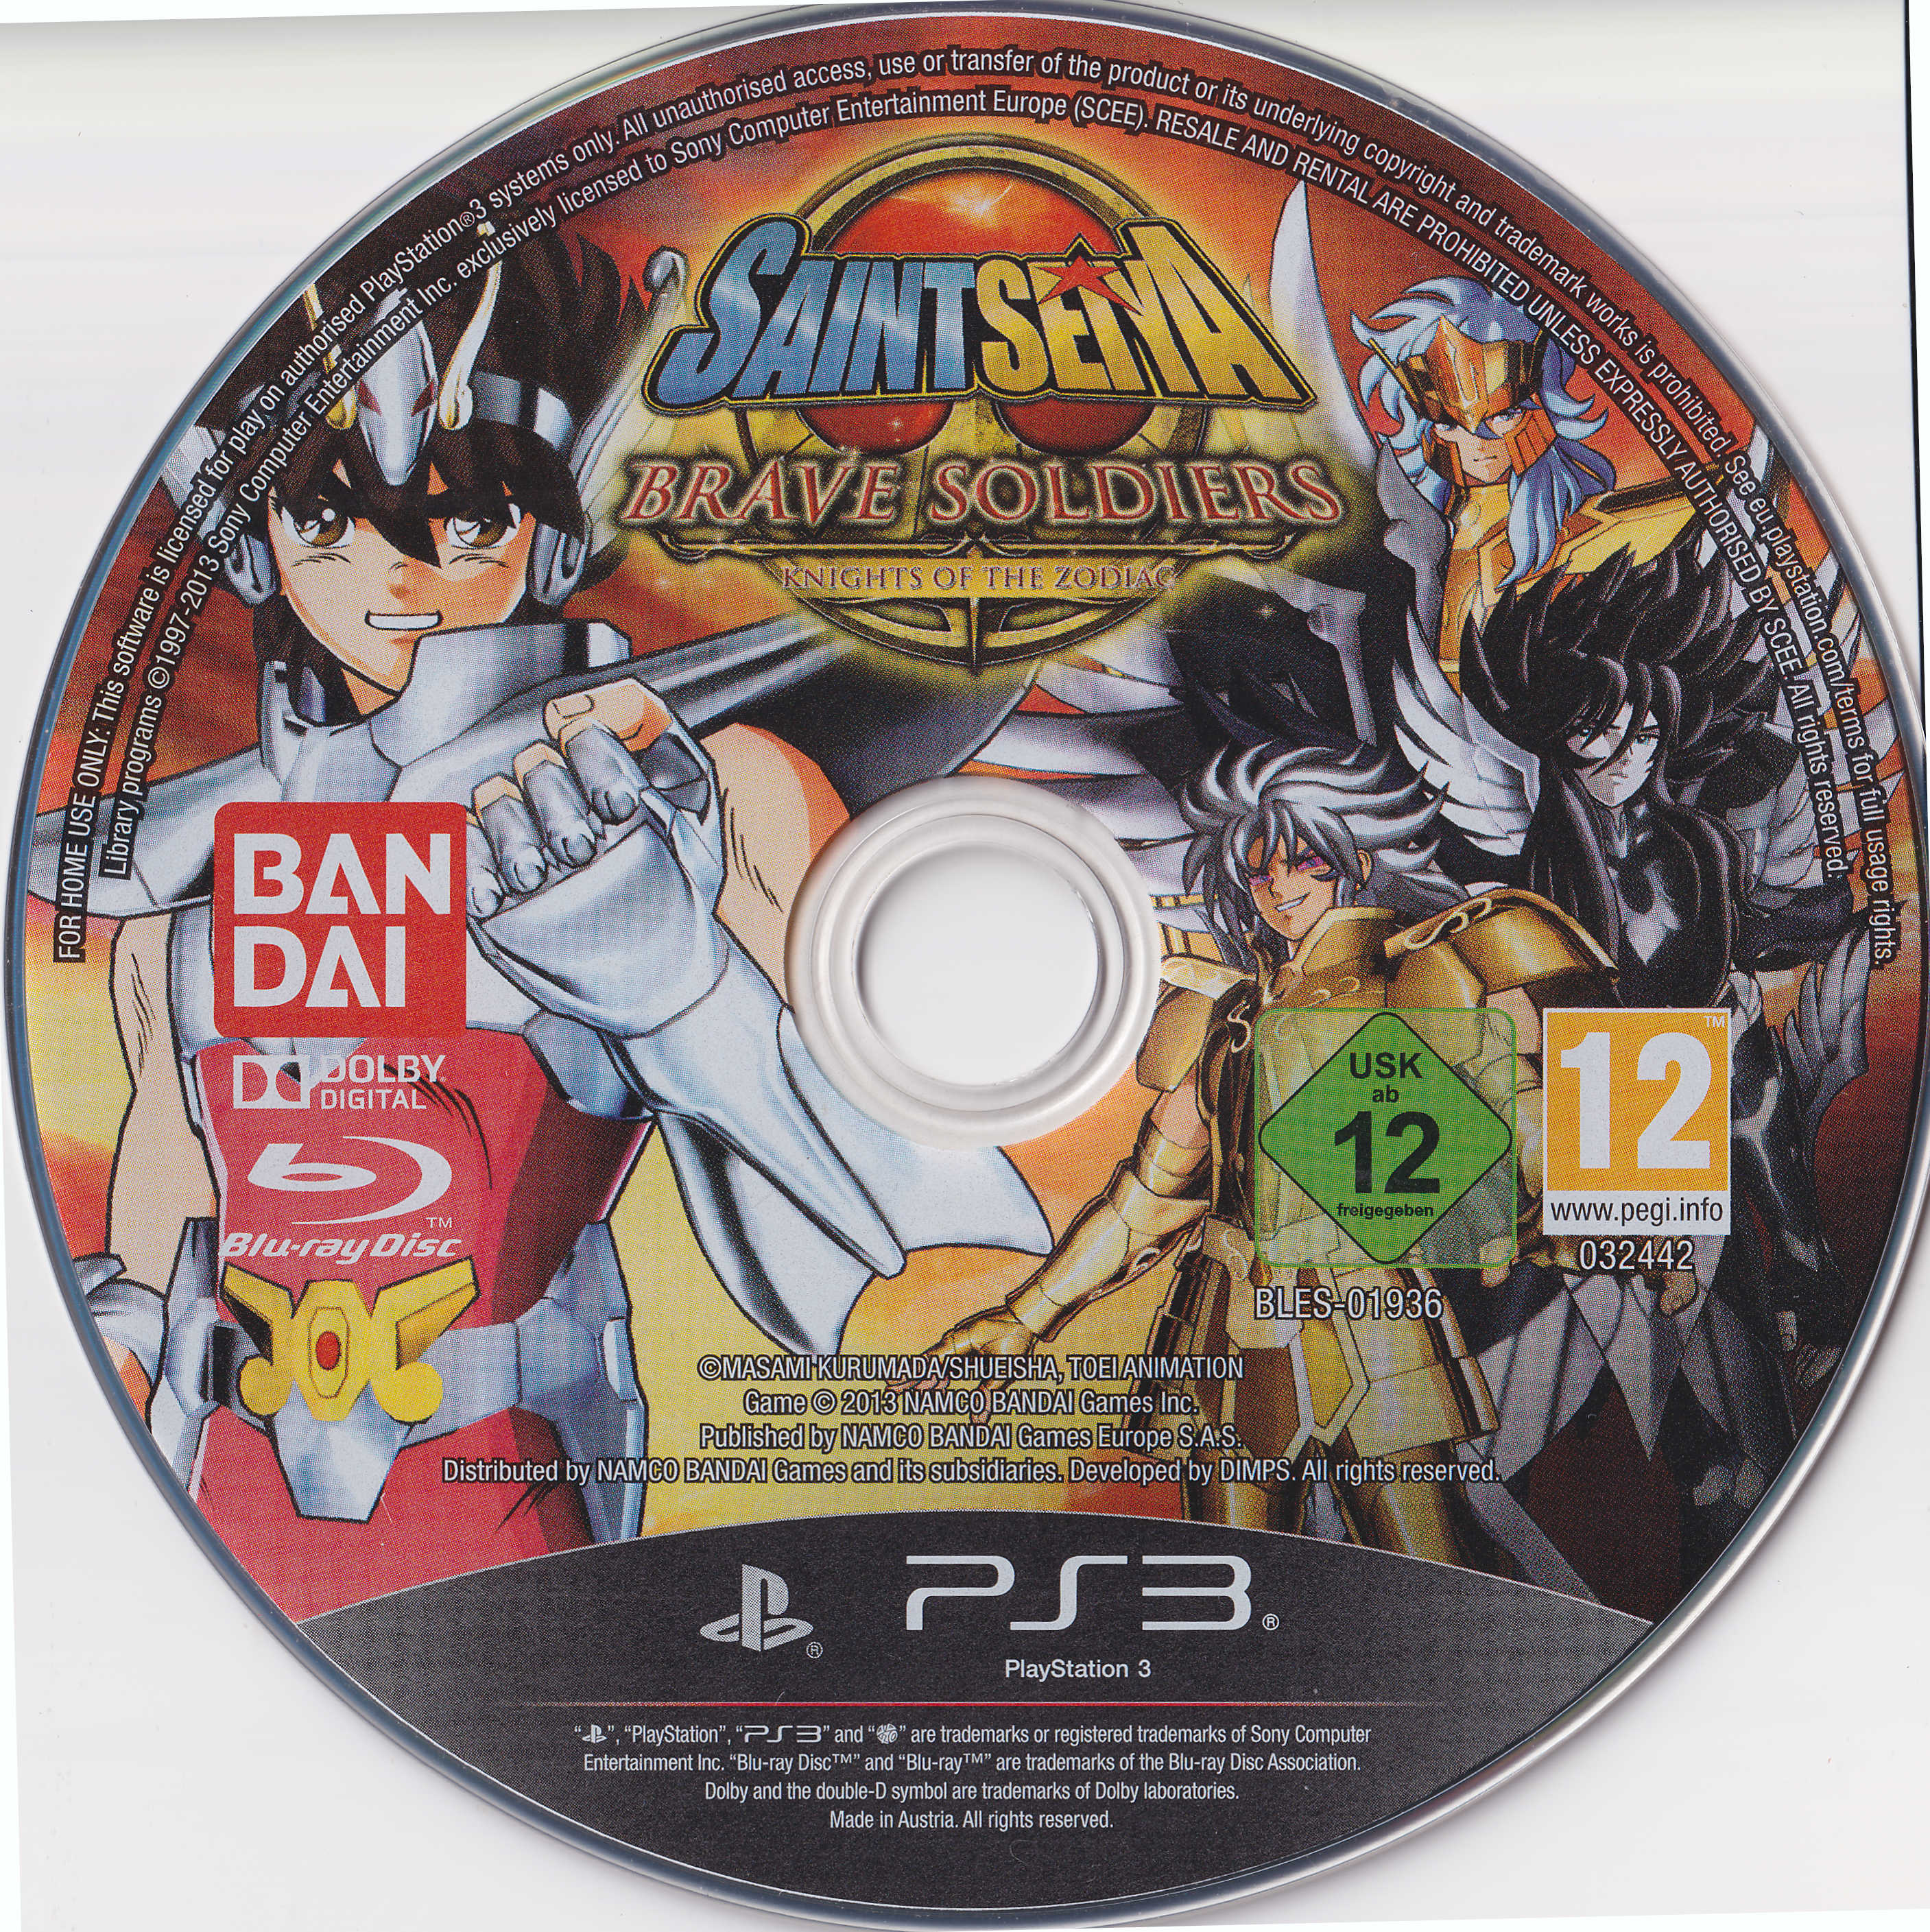 FOR HOME USE ONLY: This software is licensed for play on authorised PlayStation®3 systems only. All unauthorised access, use or transfer of the product or its underlying copyright and trademark works is prohibited. See eu.playstation.com/terms for full usage rights.
Library programs ©1997-2013 Sony Computer Entertainment Inc. exclusively licensed to Sony Computer Entertainment Europe (SCEE). RESALE AND RENTAL ARE PROHIBITED UNLESS EXPRESSLY AUTHORISED BY SCEE. All rights reserved.
SAINT SEIYA
BRAVE SOLDIERS
KNIGHTS OF THE ZODIAC
BAN
DAI
DOLBY
DIGITAL
Blu-ray Disc™
USK
ab
12
freigegeben
12™
www.pegi.info
032442
BLES-01936
©MASAMI KURUMADA/SHUEISHA, TOEI ANIMATION
Game © 2013 NAMCO BANDAI Games Inc.
Published by NAMCO BANDAI Games Europe S.A.S.
Distributed by NAMCO BANDAI Games and its subsidiaries. Developed by DIMPS. All rights reserved.
® PS3®
PlayStation 3
“ ”, “PlayStation”, “PS3” and “ ” are trademarks or registered trademarks of Sony Computer
Entertainment Inc. “Blu-ray Disc™” and “Blu-ray™” are trademarks of the Blu-ray Disc Association.
Dolby and the double-D symbol are trademarks of Dolby laboratories.
Made in Austria. All rights reserved.